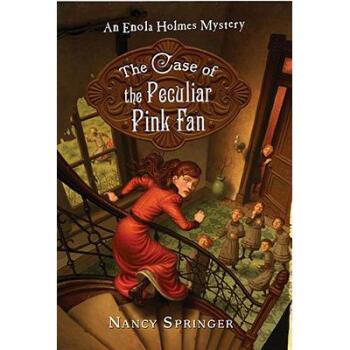 An Enola Holmes Mystery
The Case of
the Peculiar
Pink Fan
Nancy Springer